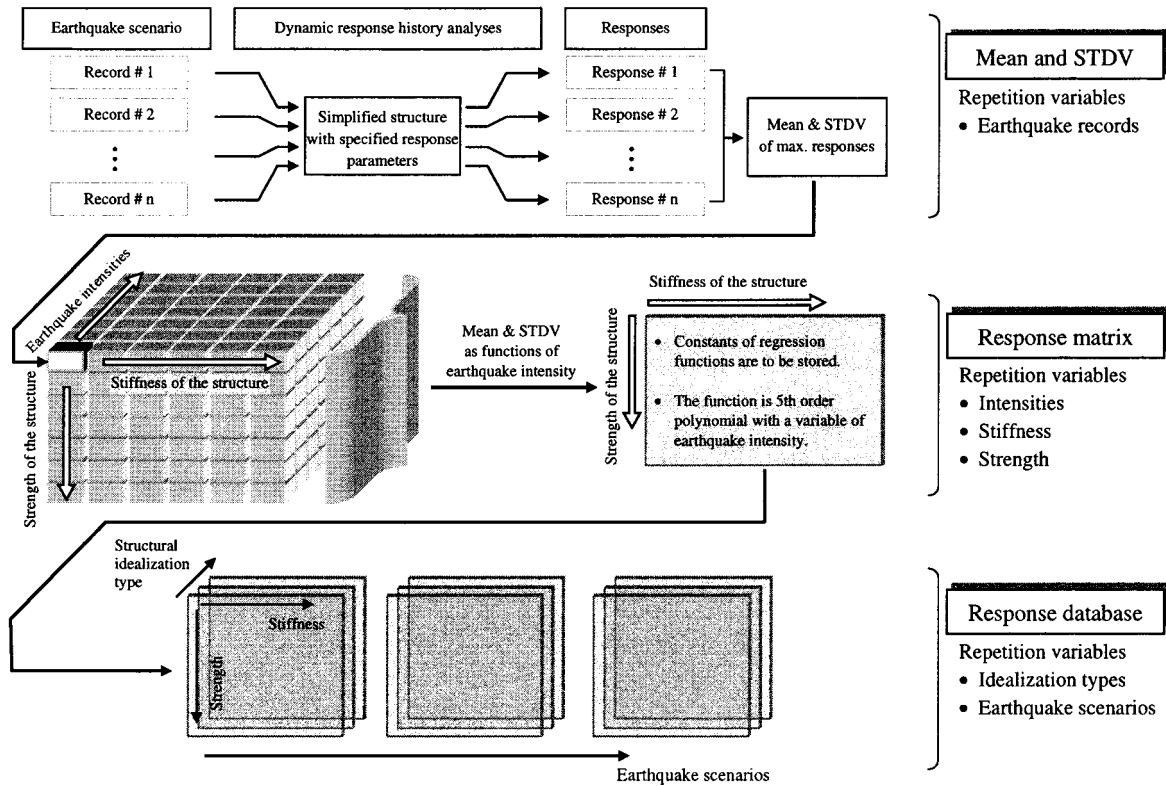 Earthquake scenario
Dynamic response history analyses
Responses
Record # 1
Record # 2
Record # n
Simplified structure
with specified response
parameters
Response # 1
Response # 2
Response # n
Mean & STDV
of max. responses
Mean and STDV
Repetition variables
• Earthquake records
Earthquake intensities
Stiffness of the structure
Strength of the structure
Mean & STDV
as functions of
earthquake intensity
Stiffness of the structure
Strength of the structure
• Constants of regression
functions are to be stored.
• The function is 5th order
polynomial with a variable of
earthquake intensity.
Response matrix
Repetition variables
• Intensities
• Stiffness
• Strength
Structural
idealization
type
Stiffness
Strength
Earthquake scenarios
Response database
Repetition variables
• Idealization types
• Earthquake scenarios